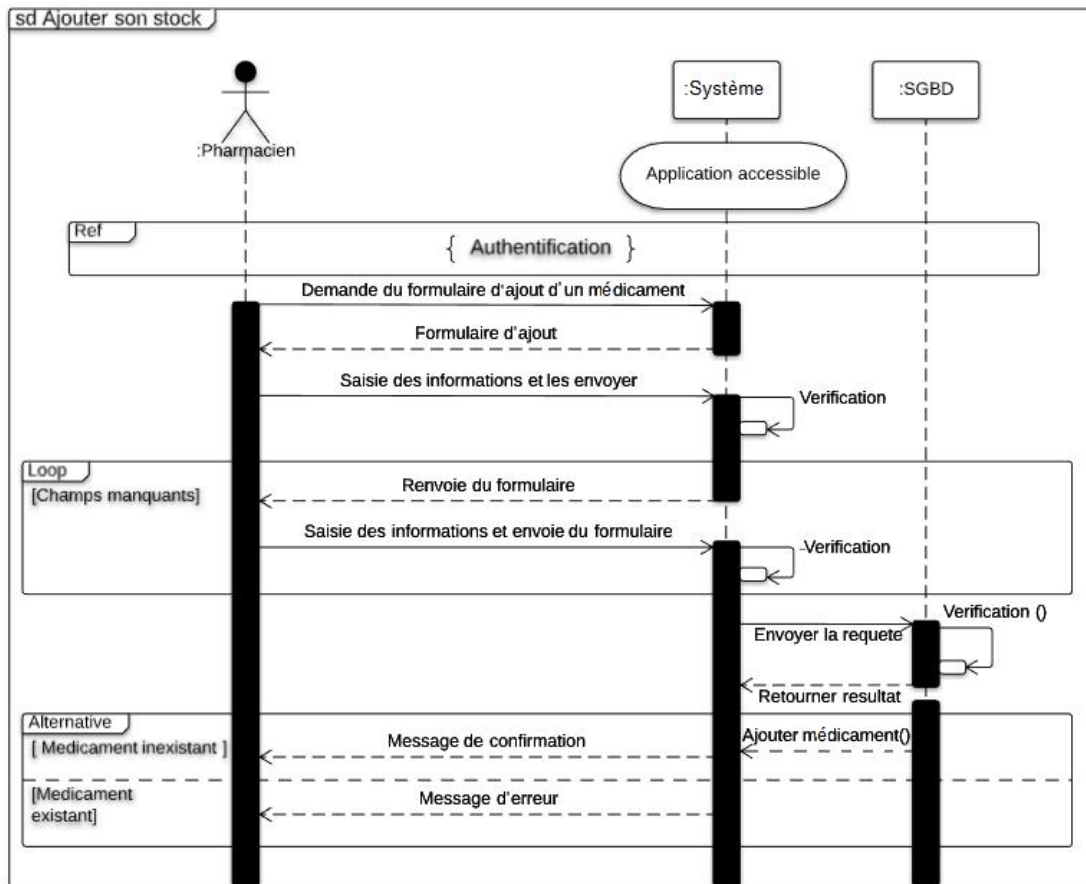 sd Ajouter son stock
:Pharmacien
:Système
:SGBD
Application accessible
Ref
{ Authentification }
Demande du formulaire d'ajout d'un médicament
Formulaire d'ajout
Saisie des informations et les envoyer
Verification
Loop
[Champs manquants]
Renvoie du formulaire
Saisie des informations et envoie du formulaire
Verification
Verification ()
Envoyer la requete
Retourner resultat
Alternative
[ Medicament inexistant ]
Message de confirmation
Ajouter médicament()
[Medicament
existant]
Message d'erreur